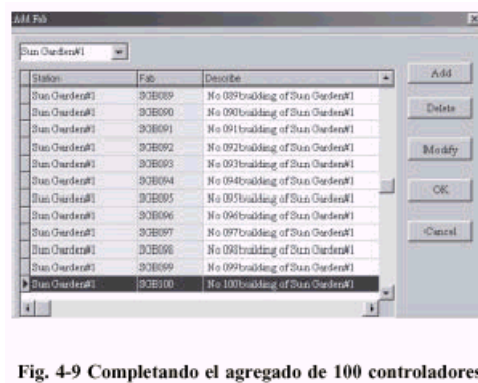 Add Fab
Sun Garden#1
Station Fab Describe
Sun Garden#1 SGB089 No 089building of Sun Garden#1
Sun Garden#1 SGB090 No 090building of Sun Garden#1
Sun Garden#1 SGB091 No 091building of Sun Garden#1
Sun Garden#1 SGB092 No 092building of Sun Garden#1
Sun Garden#1 SGB093 No 093building of Sun Garden#1
Sun Garden#1 SGB094 No 094building of Sun Garden#1
Sun Garden#1 SGB095 No 095building of Sun Garden#1
Sun Garden#1 SGB096 No 096building of Sun Garden#1
Sun Garden#1 SGB097 No 097building of Sun Garden#1
Sun Garden#1 SGB098 No 098building of Sun Garden#1
Sun Garden#1 SGB099 No 099building of Sun Garden#1
Sun Garden#1 SGB100 No 100building of Sun Garden#1
Add
Delete
Modify
OK
Cancel
Fig. 4-9 Completando el agregado de 100 controladores